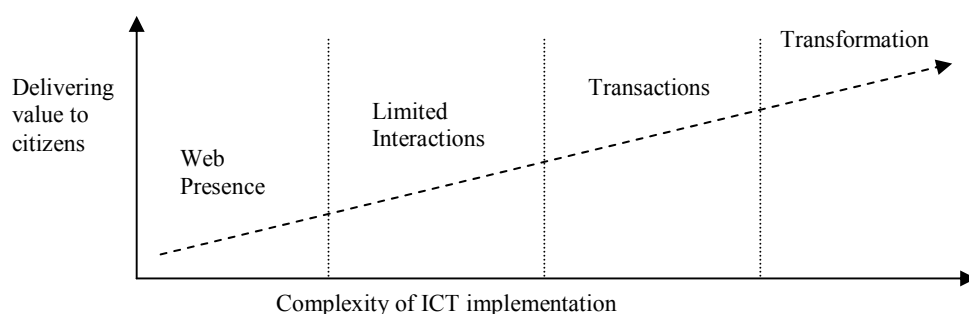 Delivering
value to
citizens
Web
Presence
Limited
Interactions
Transactions
Transformation
Complexity of ICT implementation